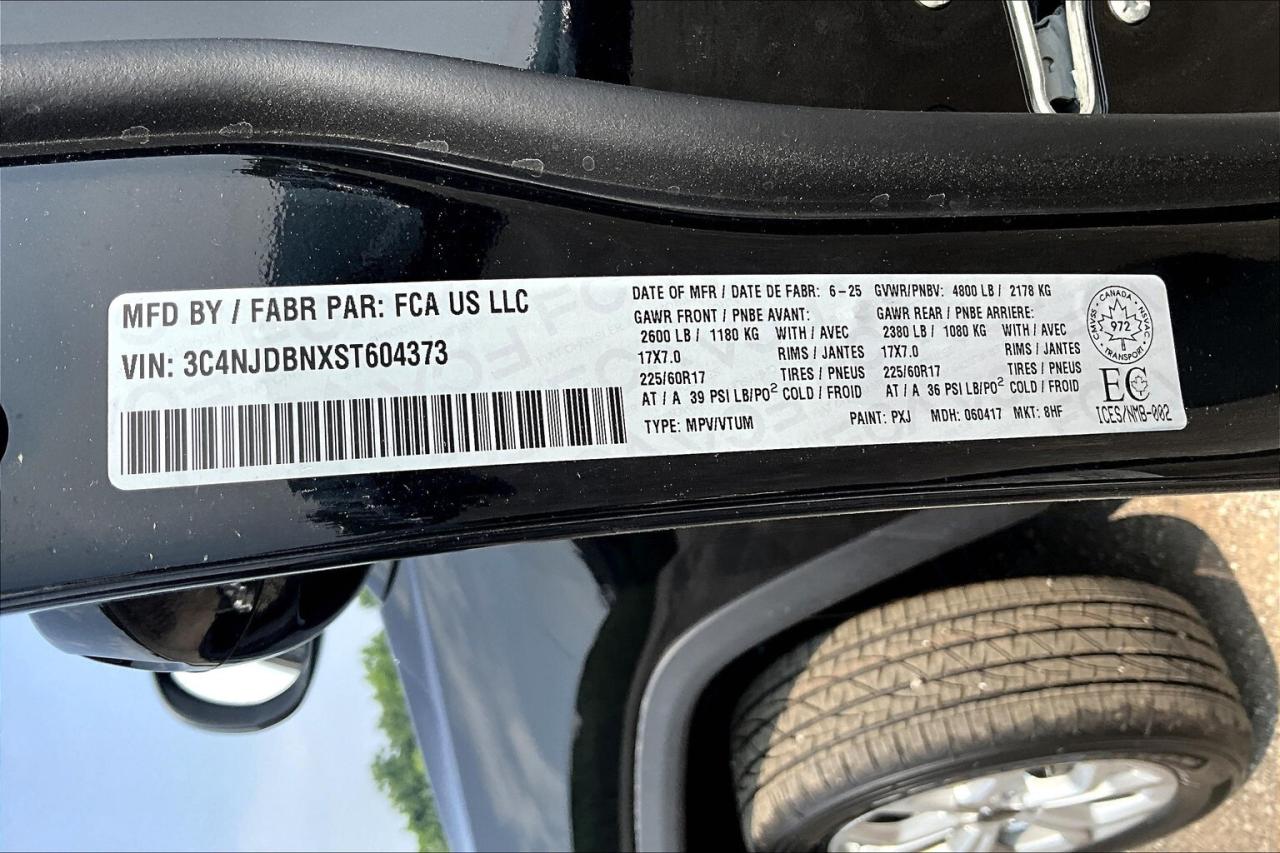 MFD BY / FABR PAR: FCA US LLC
VIN: 3C4NJDBNXST604373
DATE OF MFR / DATE DE FABR: 6-25 GVWR/PNBV: 4800 LB / 2178 KG
GAWR FRONT / PNBE AVANT: GAWR REAR / PNBE ARRIERE:
2600 LB / 1180 KG WITH / AVEC 2380 LB / 1080 KG WITH / AVEC
17X7.0 RIMS / JANTES 17X7.0 RIMS / JANTES
225/60R17 TIRES / PNEUS 225/60R17 TIRES / PNEUS
AT / A 39 PSI LB/PO² COLD / FROID AT / A 36 PSI LB/PO² COLD / FROID
TYPE: MPV/VTUM PAINT: PXJ MDH: 060417 MKT: 8HF
CANADA
CMVSS 972 NSVAC
TRANSPORT
EC
ICES/NMB-002